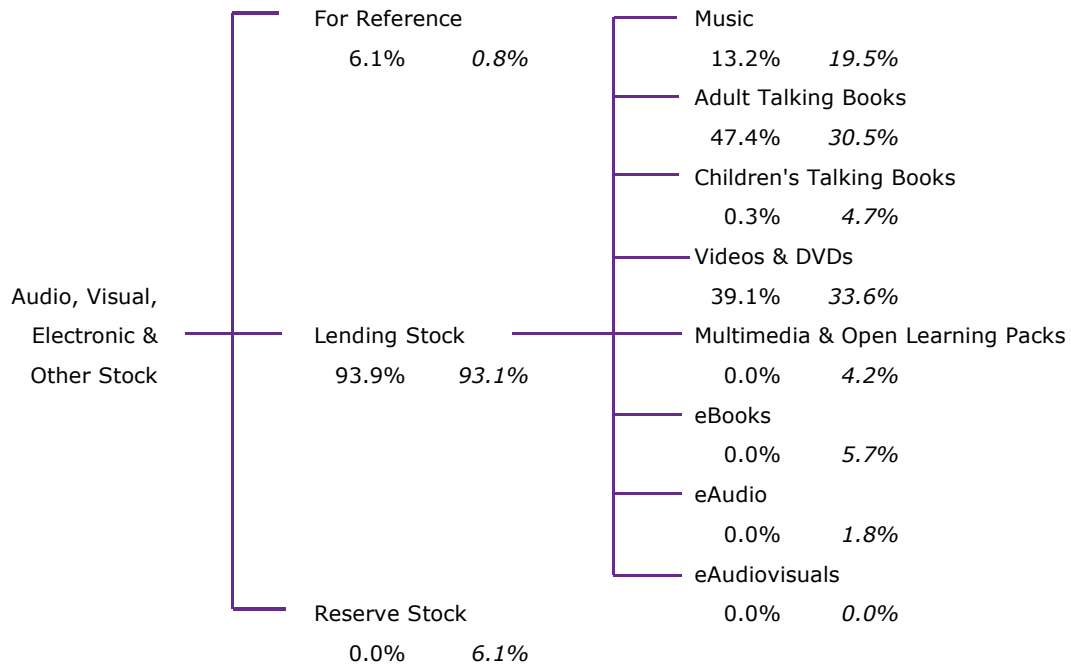 For Reference
6.1% 0.8%
Audio, Visual,
Electronic &
Other Stock
Lending Stock
93.9% 93.1%
Reserve Stock
0.0% 6.1%
Music
13.2% 19.5%
Adult Talking Books
47.4% 30.5%
Children's Talking Books
0.3% 4.7%
Videos & DVDs
39.1% 33.6%
Multimedia & Open Learning Packs
0.0% 4.2%
eBooks
0.0% 5.7%
eAudio
0.0% 1.8%
eAudiovisuals
0.0% 0.0%